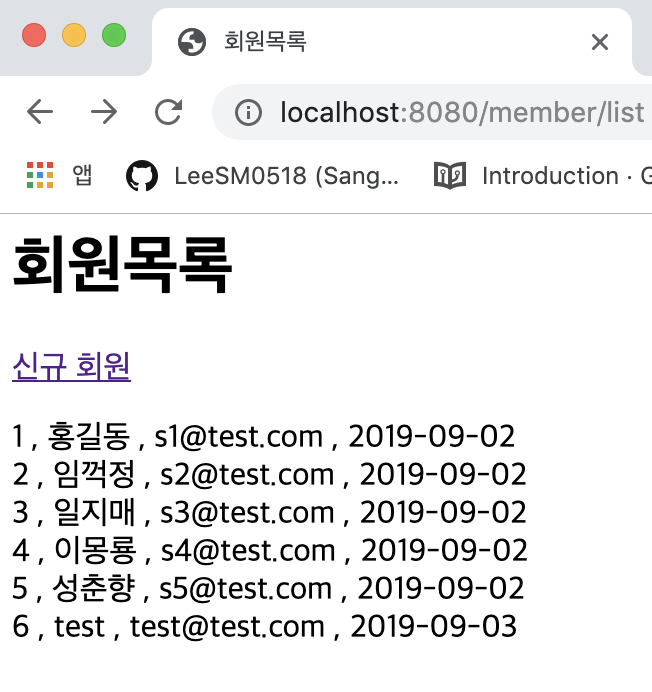 회원목록
localhost:8080/member/list
앱 LeeSM0518 (Sang... Introduction · G
회원목록
신규 회원
1 , 홍길동 , s1@test.com , 2019-09-02
2 , 임꺽정 , s2@test.com , 2019-09-02
3 , 일지매 , s3@test.com , 2019-09-02
4 , 이몽룡 , s4@test.com , 2019-09-02
5 , 성춘향 , s5@test.com , 2019-09-02
6 , test , test@test.com , 2019-09-03